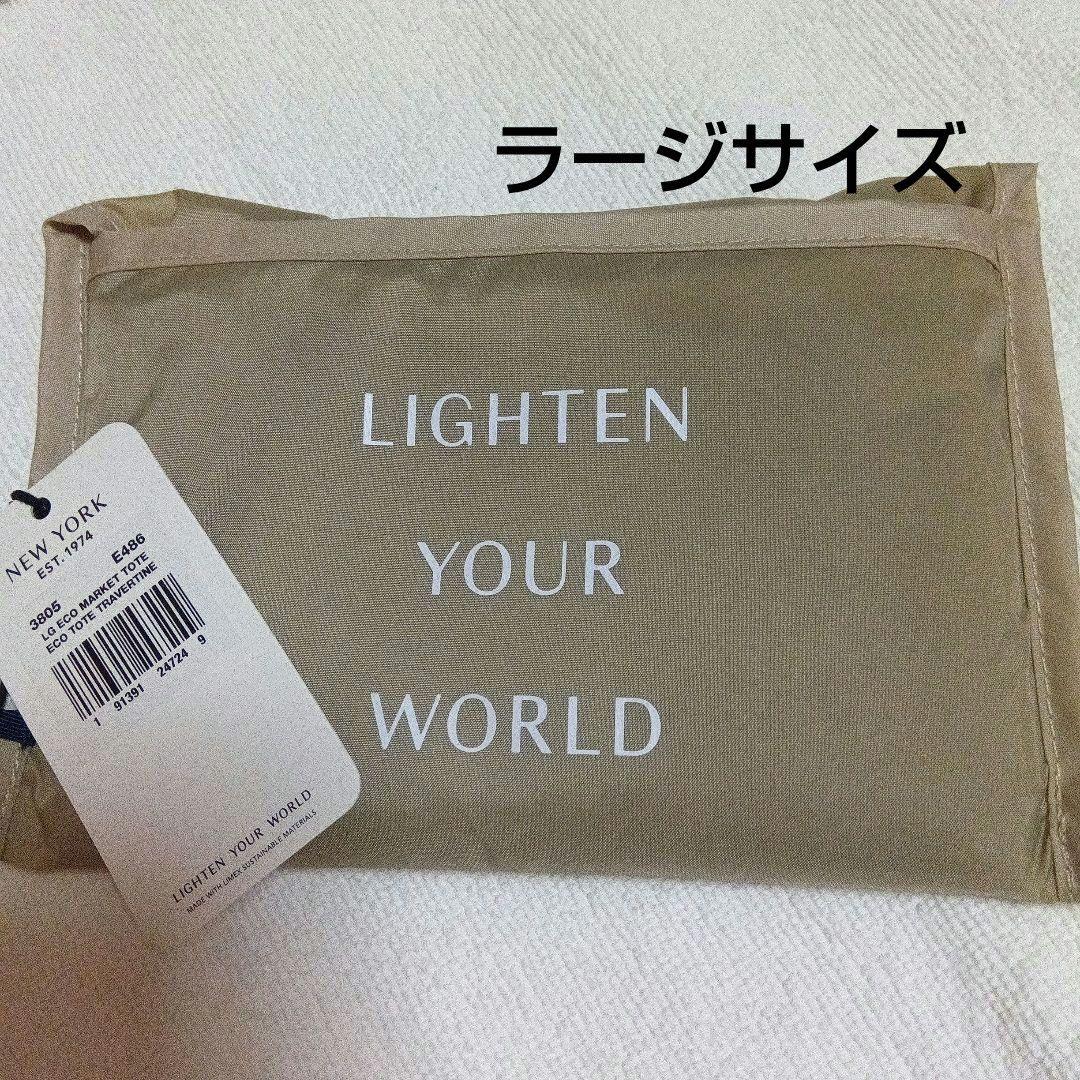 ラージサイズ
LIGHTEN
YOUR
WORLD
NEW YORK
EST. 1974
3805 E486
LG ECO MARKET TOTE
ECO TOTE TRAVERTINE
1 91391 24724 9
LIGHTEN YOUR WORLD
MADE WITH LIMEX SUSTAINABLE MATERIALS